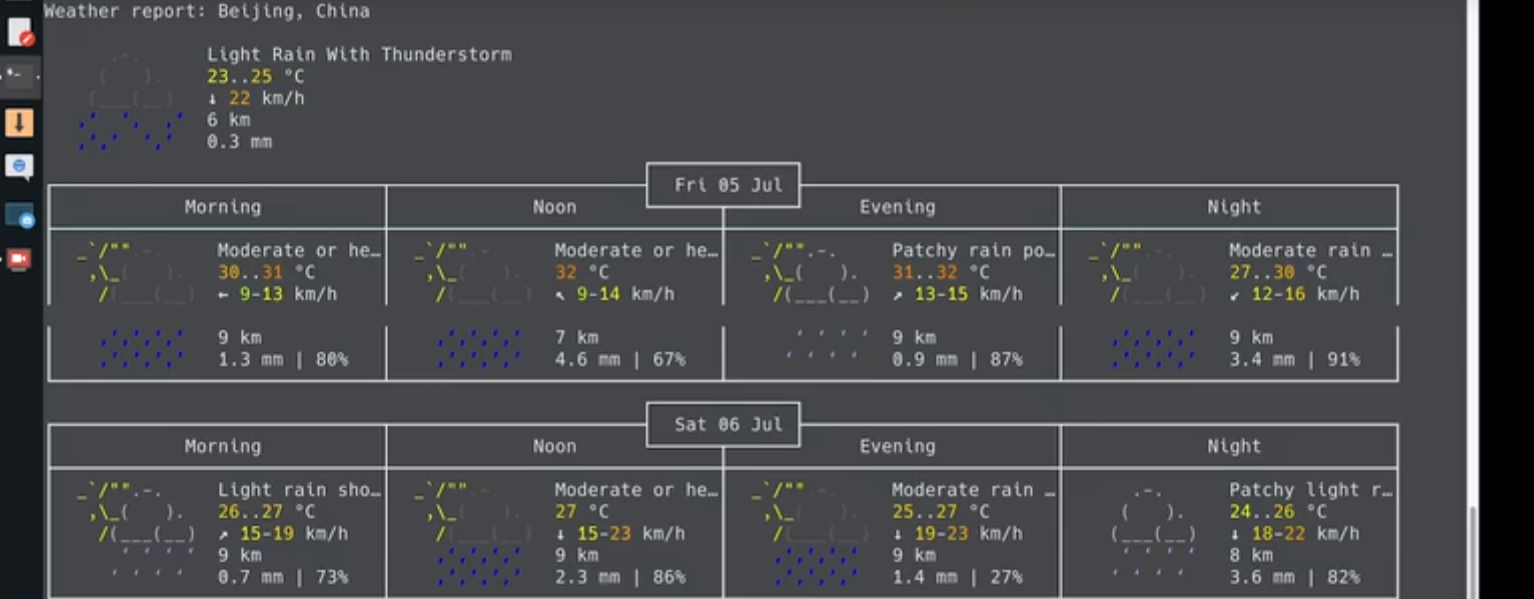 Weather report: Beijing, China
Light Rain With Thunderstorm
23..25 °C
↓ 22 km/h
6 km
0.3 mm
Fri 05 Jul
Morning Noon Evening Night
Moderate or he… Moderate or he… Patchy rain po… Moderate rain …
30..31 °C 32 °C 31..32 °C 27..30 °C
← 9-13 km/h ↖ 9-14 km/h ↗ 13-15 km/h ↙ 12-16 km/h
9 km 7 km 9 km 9 km
1.3 mm | 80% 4.6 mm | 67% 0.9 mm | 87% 3.4 mm | 91%
Sat 06 Jul
Morning Noon Evening Night
Light rain sho… Moderate or he… Moderate rain … Patchy light r…
26..27 °C 27 °C 25..27 °C 24..26 °C
↗ 15-19 km/h ↓ 15-23 km/h ↓ 19-23 km/h ↓ 18-22 km/h
9 km 9 km 9 km 8 km
0.7 mm | 73% 2.3 mm | 86% 1.4 mm | 27% 3.6 mm | 82%